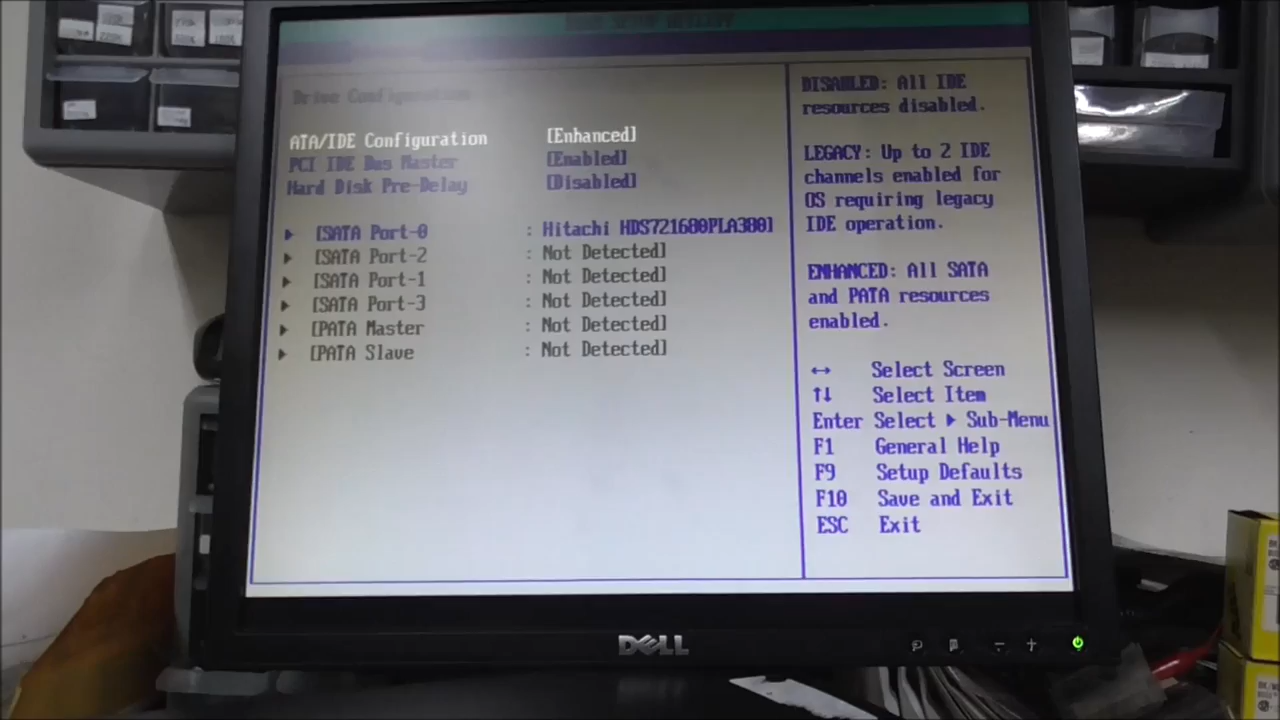 Drive Configuration
ATA/IDE Configuration [Enhanced]
PCI IDE Bus Master [Enabled]
Hard Disk Pre-Delay [Disabled]
[SATA Port-0 : Hitachi HDS721680PLA380]
[SATA Port-2 : Not Detected]
[SATA Port-1 : Not Detected]
[SATA Port-3 : Not Detected]
[PATA Master : Not Detected]
[PATA Slave : Not Detected]
DISABLED: All IDE
resources disabled.
LEGACY: Up to 2 IDE
channels enabled for
OS requiring legacy
IDE operation.
ENHANCED: All SATA
and PATA resources
enabled.
↔ Select Screen
↑↓ Select Item
Enter Select ▶ Sub-Menu
F1 General Help
F9 Setup Defaults
F10 Save and Exit
ESC Exit
DELL